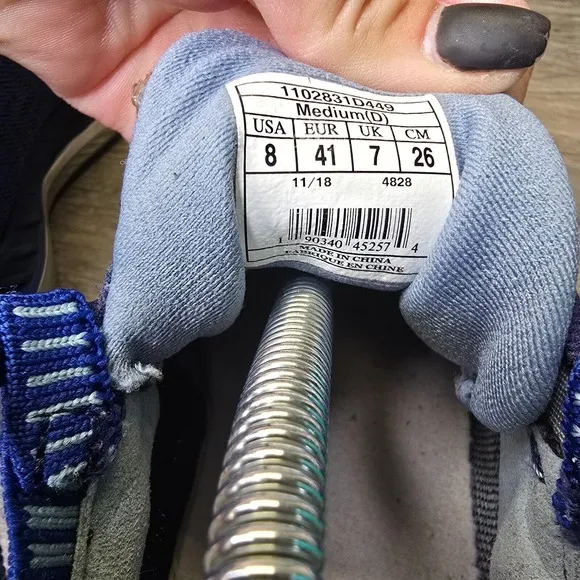 1102831D449
Medium(D)
USA EUR UK CM
8 41 7 26
11/18 4828
1 90340 45257 4
MADE IN CHINA
FABRIQUE EN CHINE